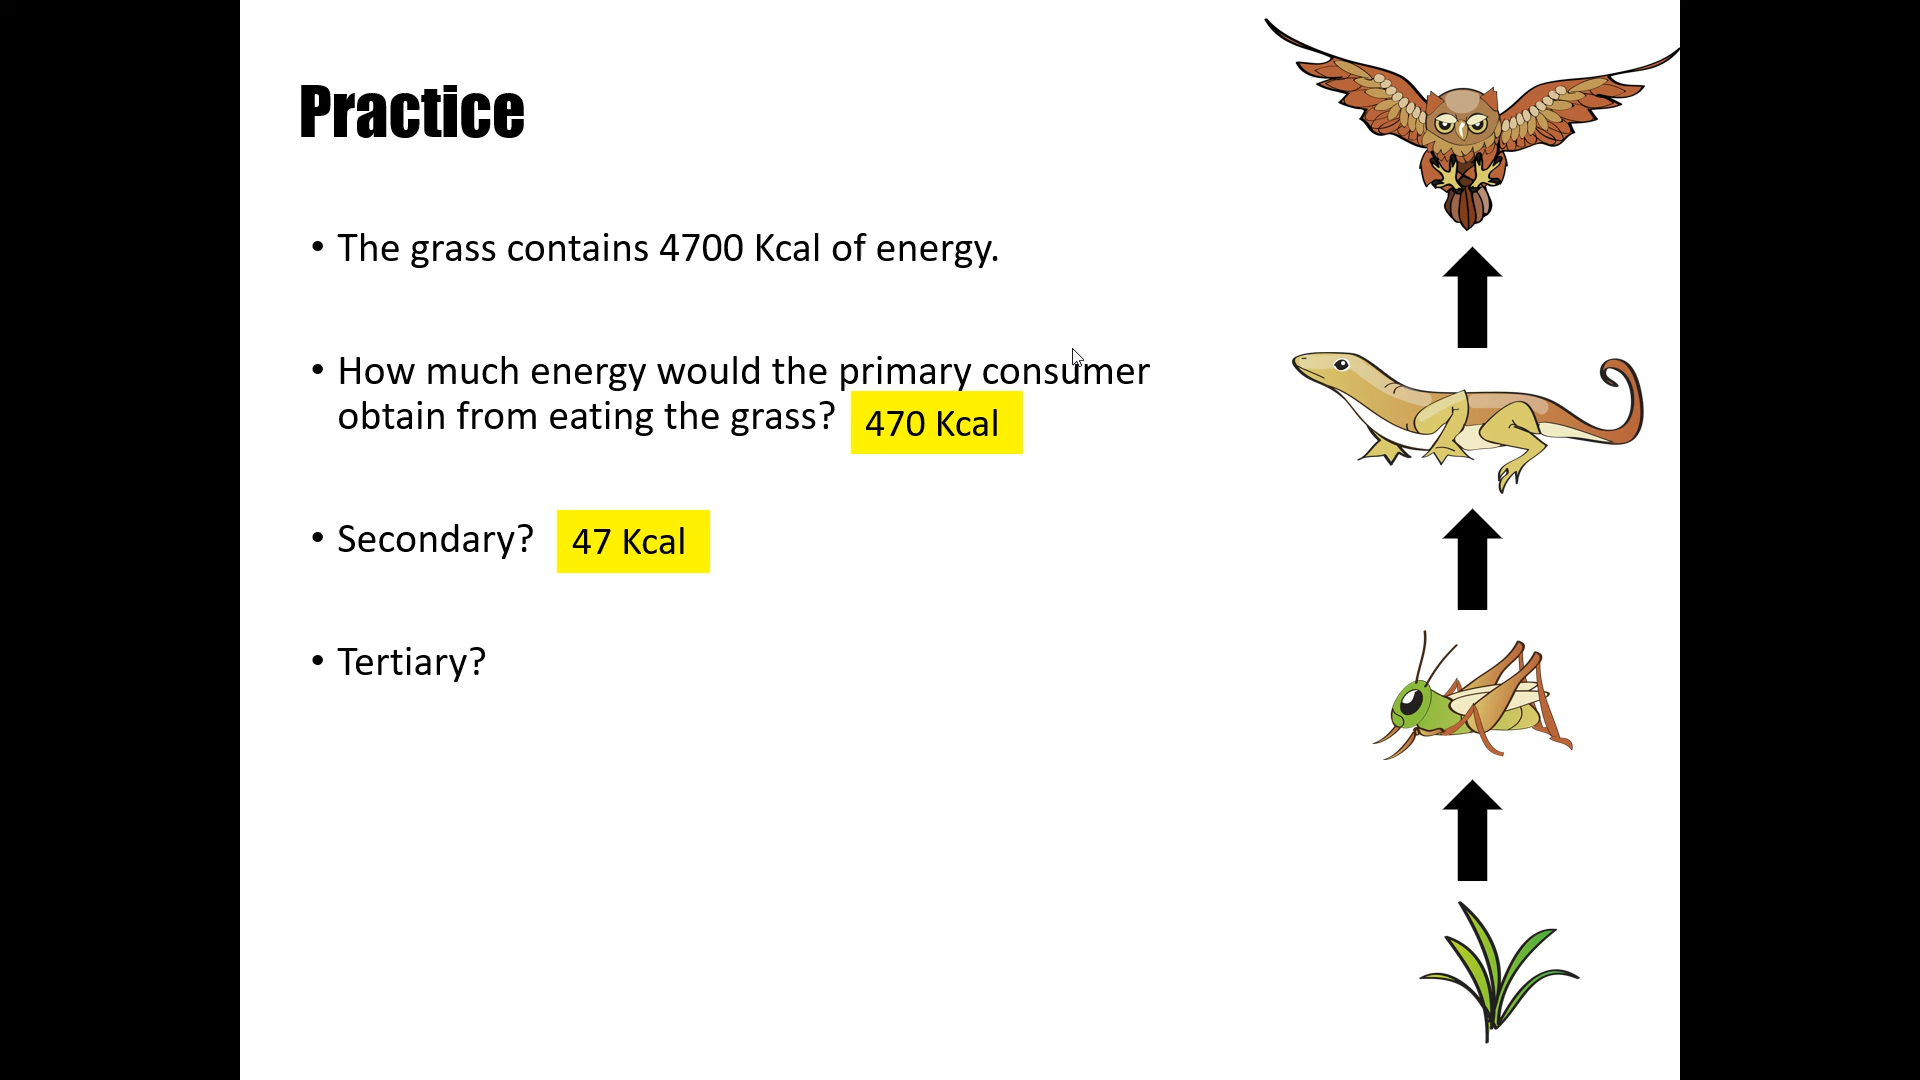 Practice
• The grass contains 4700 Kcal of energy.
• How much energy would the primary consumer
obtain from eating the grass? 470 Kcal
• Secondary? 47 Kcal
• Tertiary?